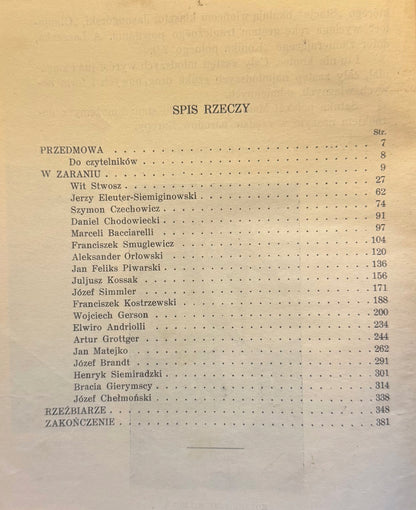 SPIS RZECZY
Str.
PRZEDMOWA . . . 7
Do czytelników . . . 8
W ZARANIU . . . 9
Wit Stwosz . . . 27
Jerzy Eleuter-Siemiginowski . . . 62
Szymon Czechowicz . . . 74
Daniel Chodowiecki . . . 91
Marceli Bacciarelli . . . 97
Franciszek Smuglewicz . . . 104
Aleksander Orłowski . . . 120
Jan Feliks Piwarski . . . 136
Juljusz Kossak . . . 156
Józef Simmler . . . 171
Franciszek Kostrzewski . . . 188
Wojciech Gerson . . . 200
Elwiro Andriolli . . . 234
Artur Grottger . . . 244
Jan Matejko . . . 262
Józef Brandt . . . 291
Henryk Siemiradzki . . . 301
Bracia Gierymscy . . . 314
Józef Chełmoński . . . 338
RZEŹBIARZE . . . 348
ZAKOŃCZENIE . . . 381